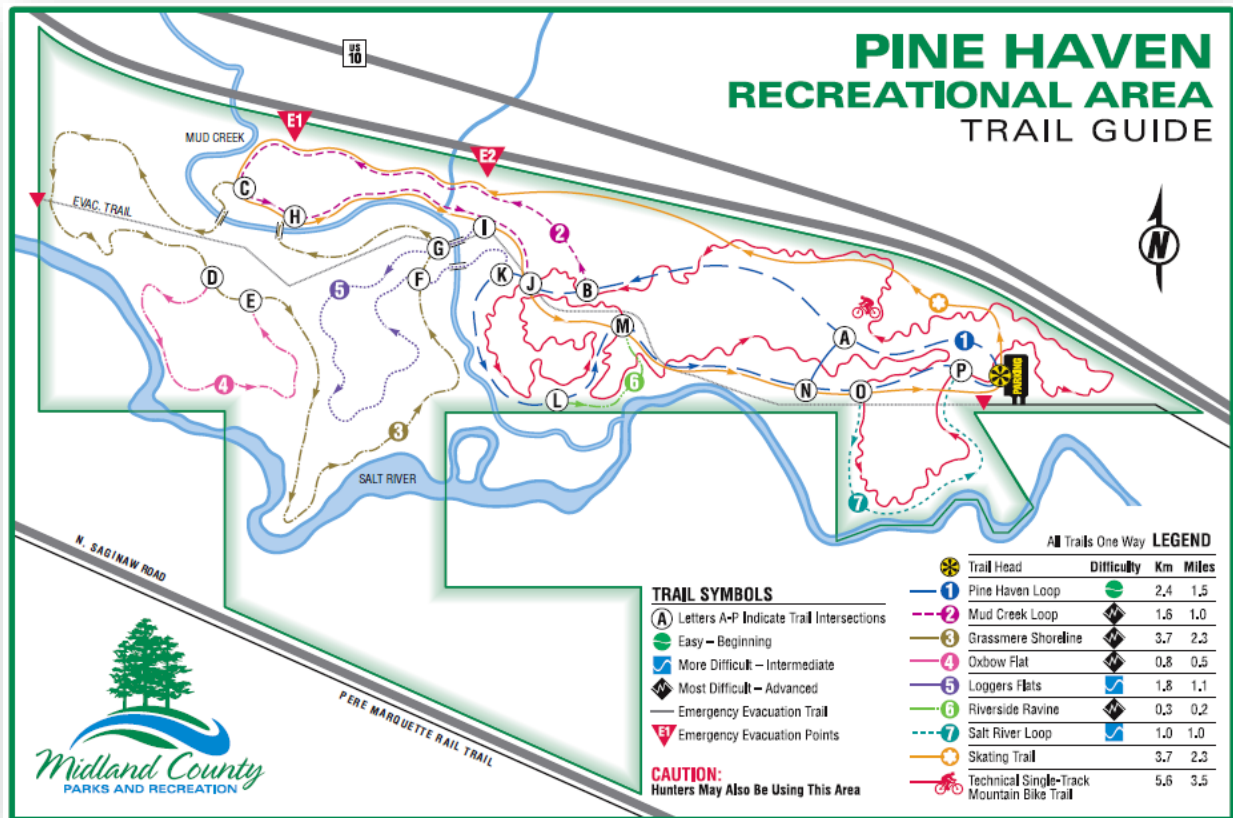 PINE HAVEN
RECREATIONAL AREA
TRAIL GUIDE
US
10
E1
MUD CREEK
E2
C
H
I
2
N
EVAC. TRAIL
G
D
K
J
B
5
F
E
M
A
1
4
6
P
PARKING
L
N
O
3
SALT RIVER
7
N. SAGINAW ROAD
PERE MARQUETTE RAIL TRAIL
Midland County
PARKS AND RECREATION
TRAIL SYMBOLS
A Letters A-P Indicate Trail Intersections
Easy – Beginning
More Difficult – Intermediate
Most Difficult – Advanced
Emergency Evacuation Trail
E1 Emergency Evacuation Points
CAUTION:
Hunters May Also Be Using This Area
All Trails One Way LEGEND
Trail Head Difficulty Km Miles
1 Pine Haven Loop 2.4 1.5
2 Mud Creek Loop 1.6 1.0
3 Grassmere Shoreline 3.7 2.3
4 Oxbow Flat 0.8 0.5
5 Loggers Flats 1.8 1.1
6 Riverside Ravine 0.3 0.2
7 Salt River Loop 1.0 1.0
Skating Trail 3.7 2.3
Technical Single-Track
Mountain Bike Trail 5.6 3.5